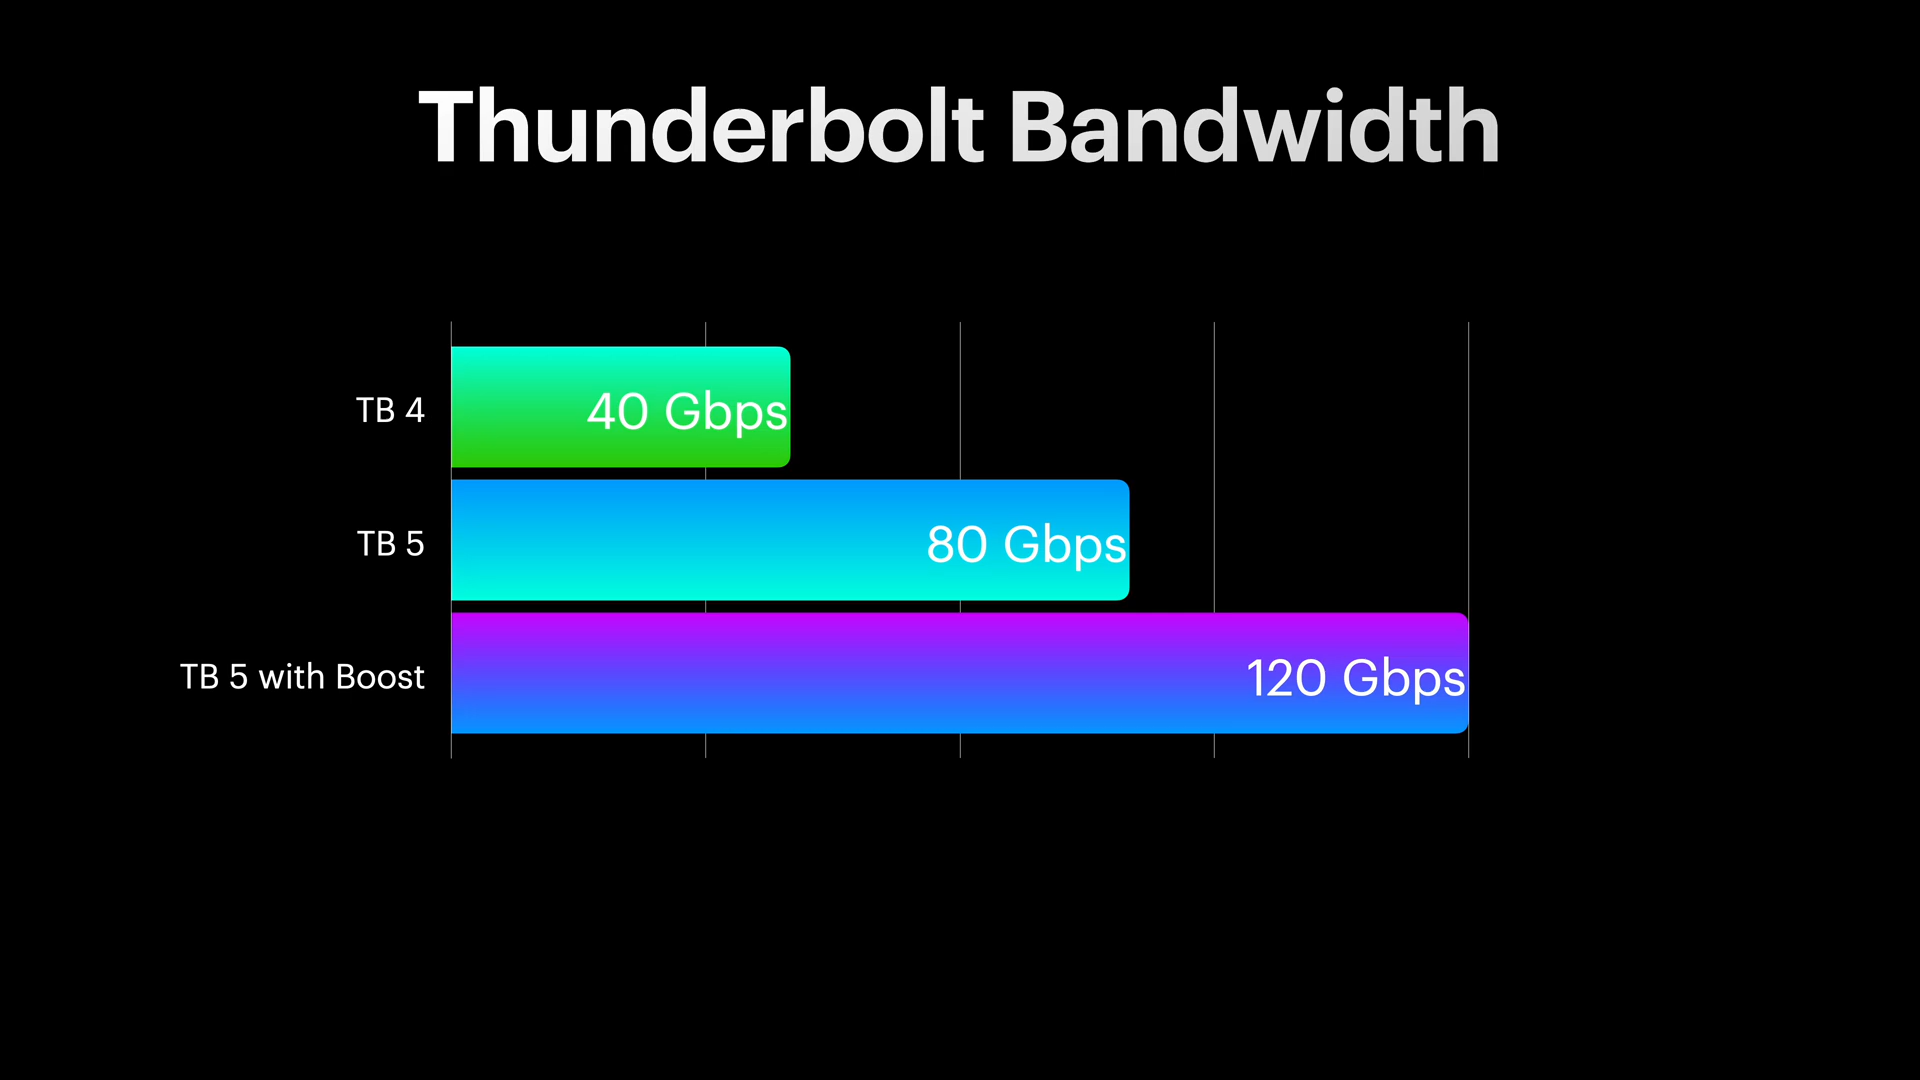 Thunderbolt Bandwidth
TB 4
40 Gbps
TB 5
80 Gbps
TB 5 with Boost
120 Gbps